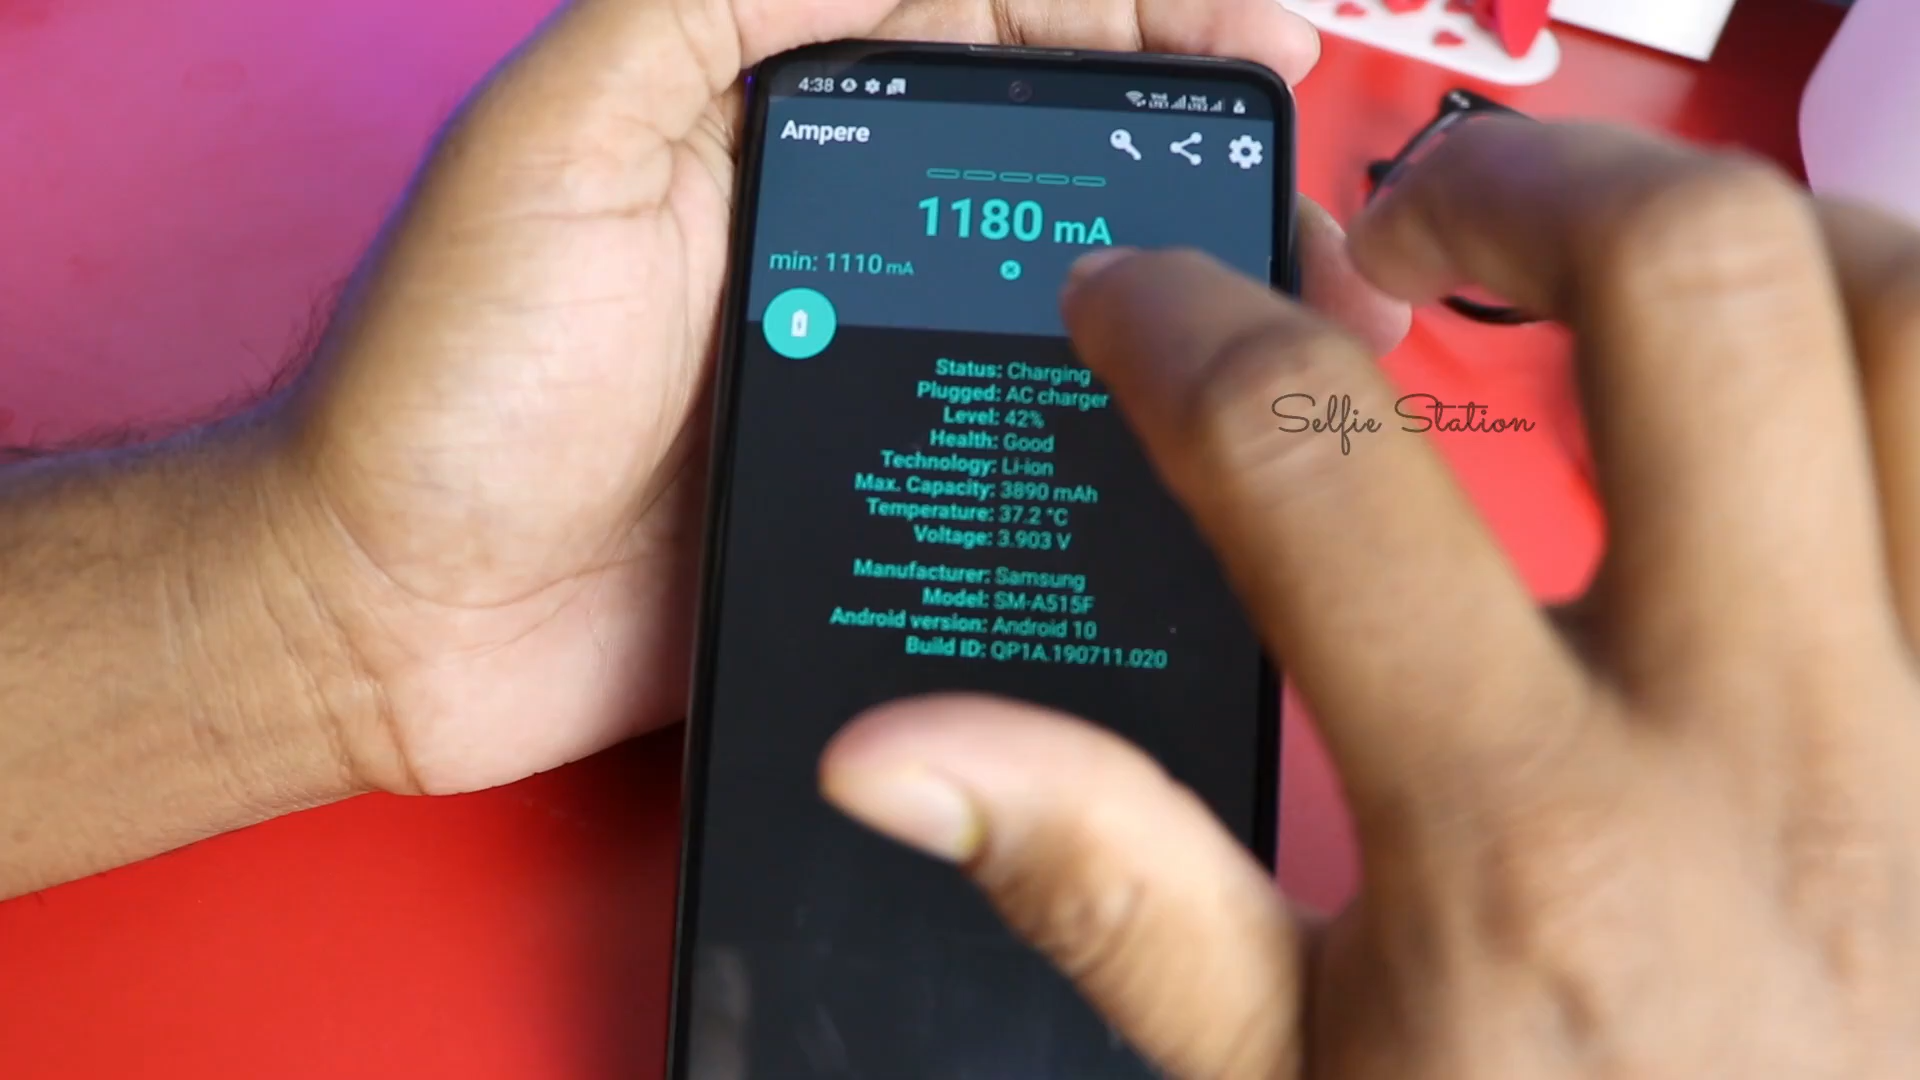 4:38
Ampere
1180 mA
min: 1110 mA
Status: Charging
Plugged: AC charger
Level: 42%
Health: Good
Technology: Li-ion
Max. Capacity: 3890 mAh
Temperature: 37.2 °C
Voltage: 3.903 V
Manufacturer: Samsung
Model: SM-A515F
Android version: Android 10
Build ID: QP1A.190711.020
Selfie Station